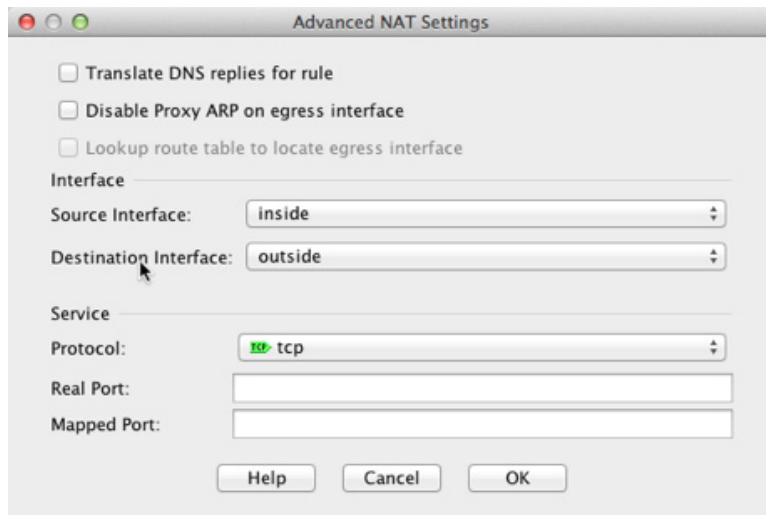 Advanced NAT Settings
Translate DNS replies for rule
Disable Proxy ARP on egress interface
Lookup route table to locate egress interface
Interface
Source Interface: inside
Destination Interface: outside
Service
Protocol: TCP tcp
Real Port:
Mapped Port:
Help Cancel OK